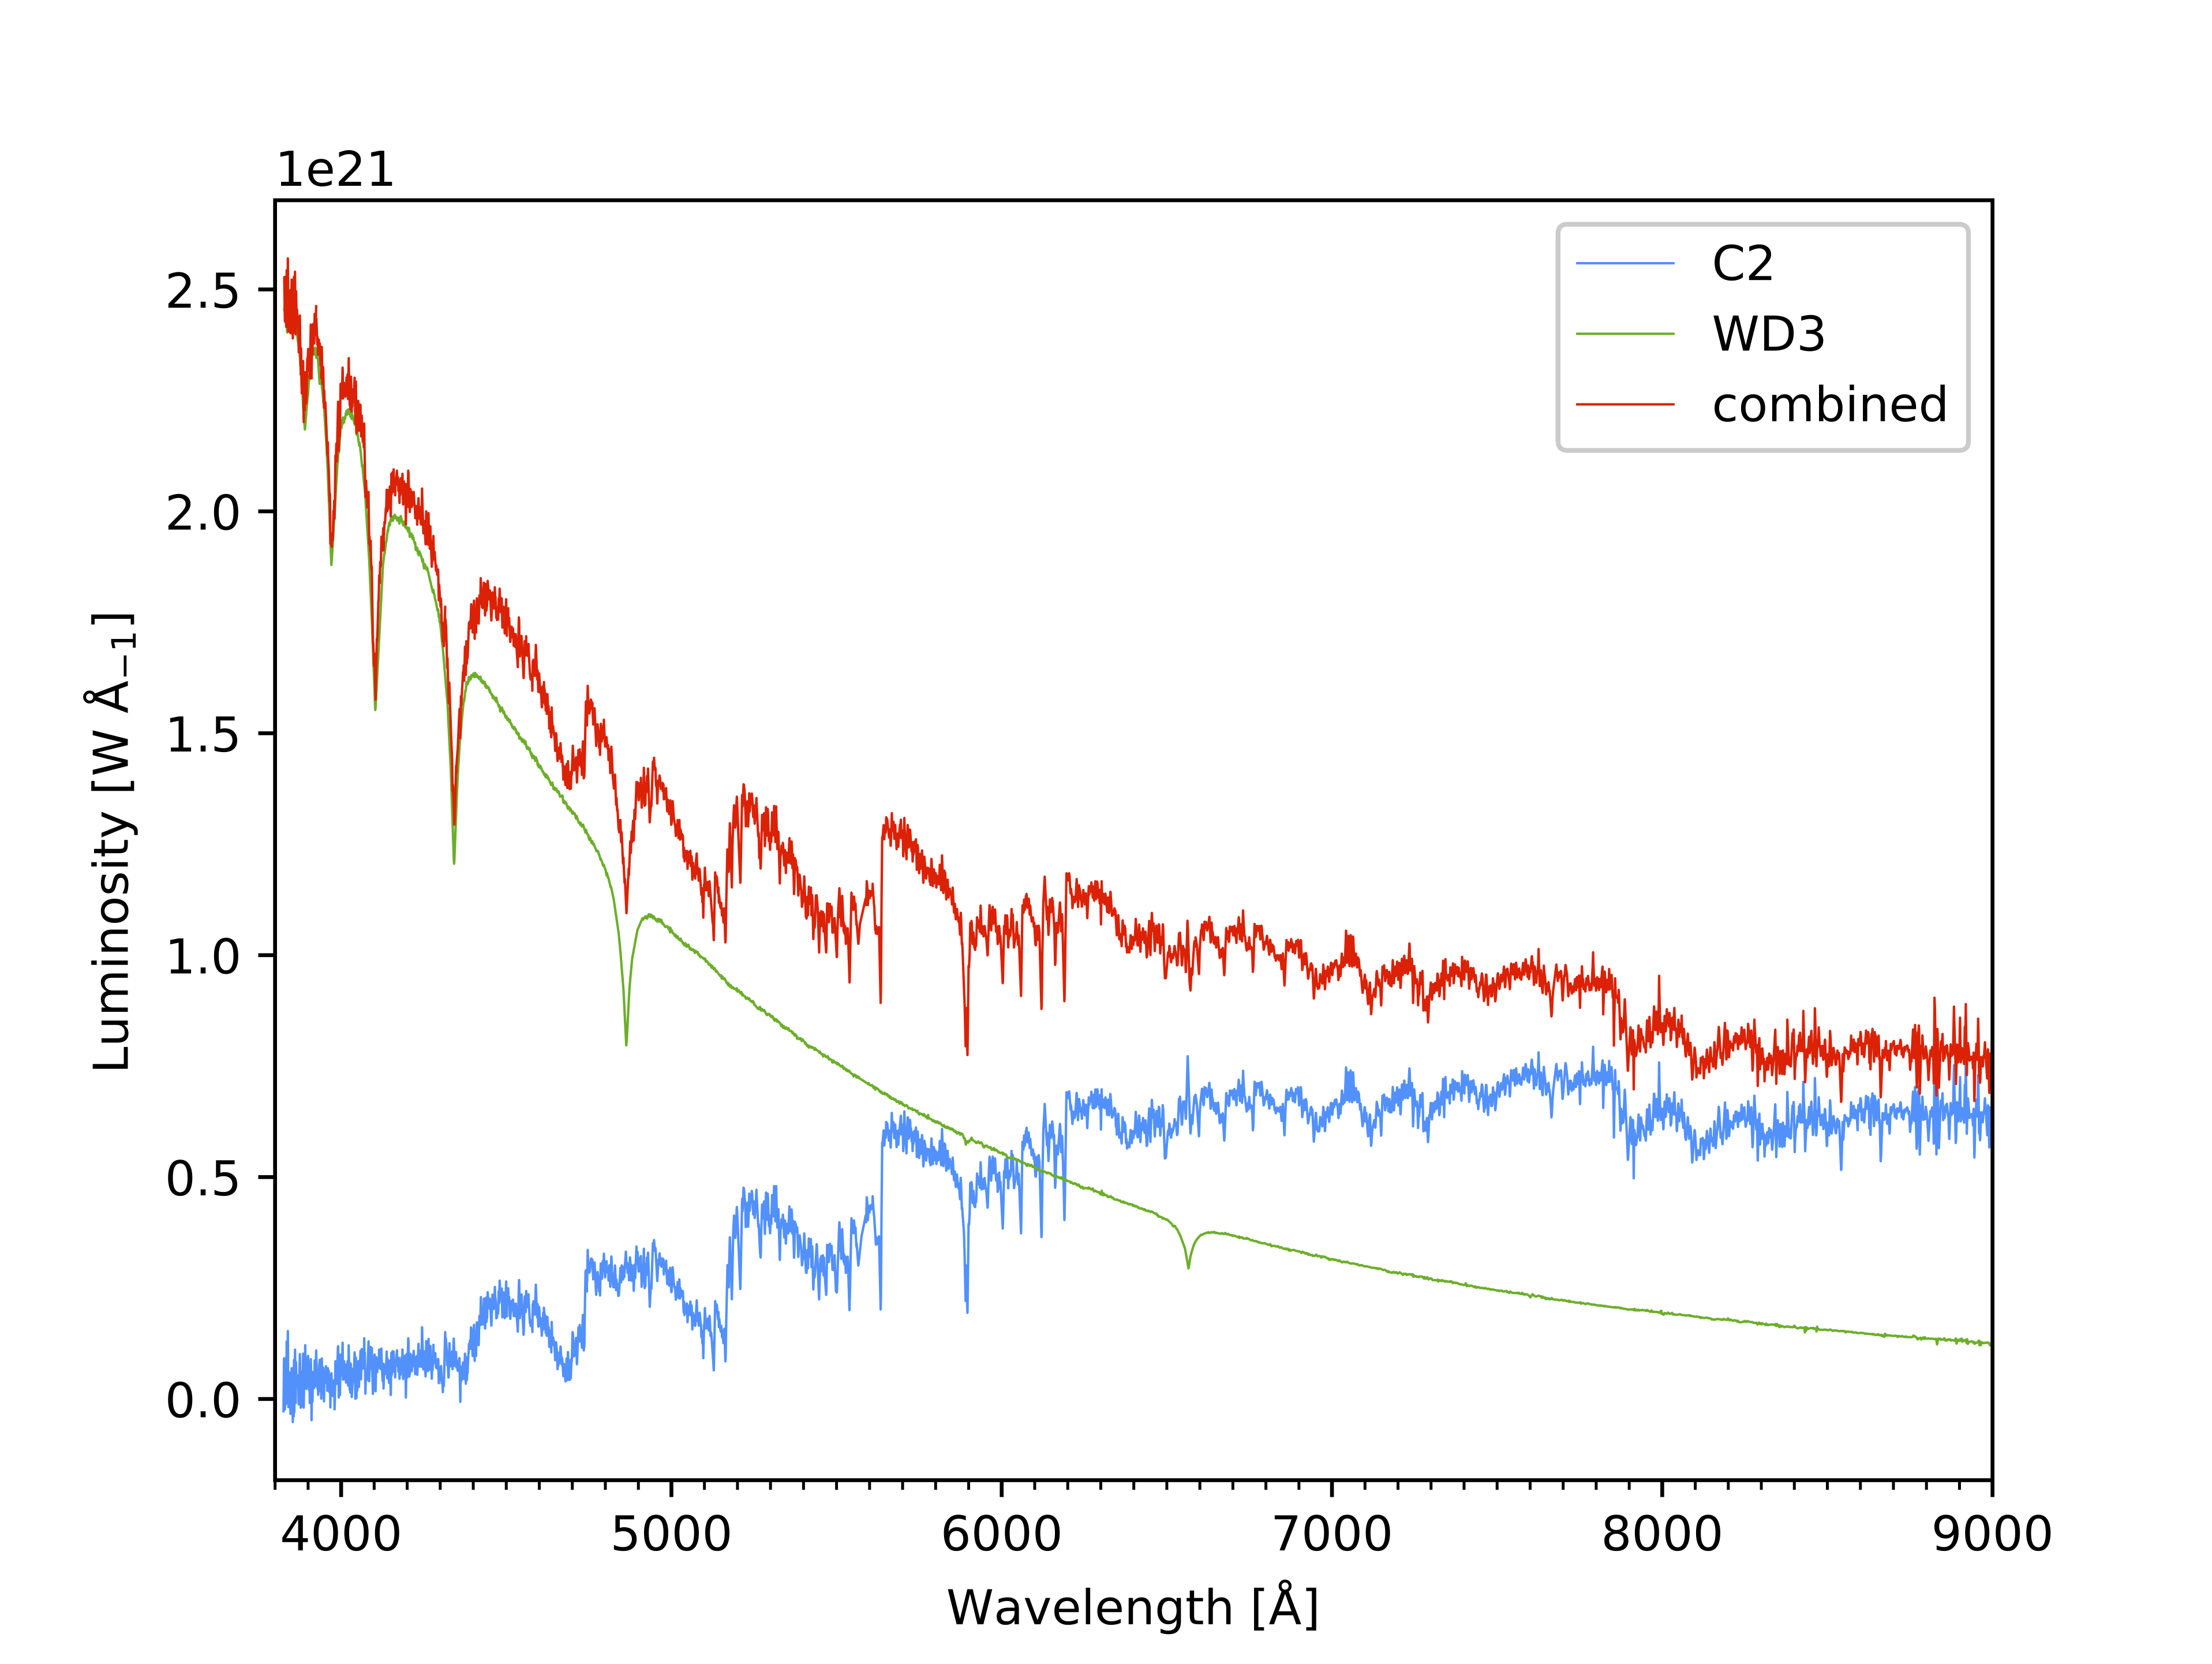 1e21
2.5
2.0
1.5
1.0
0.5
0.0
Luminosity [W Å₋₁]
C2
WD3
combined
4000 5000 6000 7000 8000 9000
Wavelength [Å]